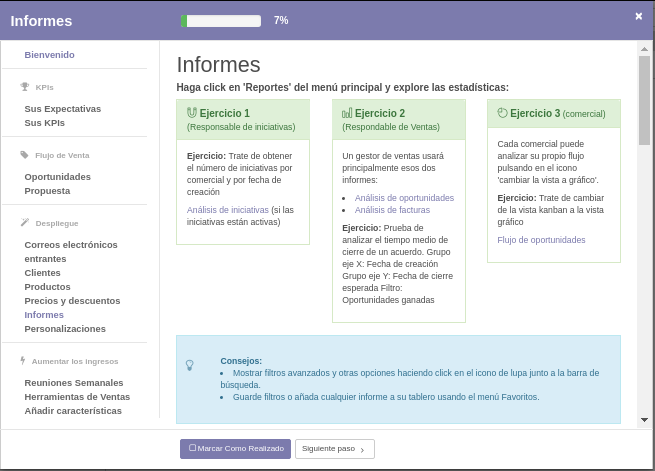 Informes
7%
×
Bienvenido
KPIs
Sus Expectativas
Sus KPIs
Flujo de Venta
Oportunidades
Propuesta
Despliegue
Correos electrónicos
entrantes
Clientes
Productos
Precios y descuentos
Informes
Personalizaciones
Aumentar los ingresos
Reuniones Semanales
Herramientas de Ventas
Añadir características
Informes
Haga click en 'Reportes' del menú principal y explore las estadísticas:
Ejercicio 1
(Responsable de iniciativas)
Ejercicio: Trate de obtener
el número de iniciativas por
comercial y por fecha de
creación
Análisis de iniciativas (si las
iniciativas están activas)
Ejercicio 2
(Respondable de Ventas)
Un gestor de ventas usará
principalmente esos dos
informes:
• Análisis de oportunidades
• Análisis de facturas
Ejercicio: Prueba de
analizar el tiempo medio de
cierre de un acuerdo. Grupo
eje X: Fecha de creación
Grupo eje Y: Fecha de cierre
esperada Filtro:
Oportunidades ganadas
Ejercicio 3 (comercial)
Cada comercial puede
analizar su propio flujo
pulsando en el icono
'cambiar la vista a gráfico'.
Ejercicio: Trate de cambiar
de la vista kanban a la vista
gráfico
Flujo de oportunidades
Consejos:
• Mostrar filtros avanzados y otras opciones haciendo click en el icono de lupa junto a la barra de
búsqueda.
• Guarde filtros o añada cualquier informe a su tablero usando el menú Favoritos.
Marcar Como Realizado
Siguiente paso